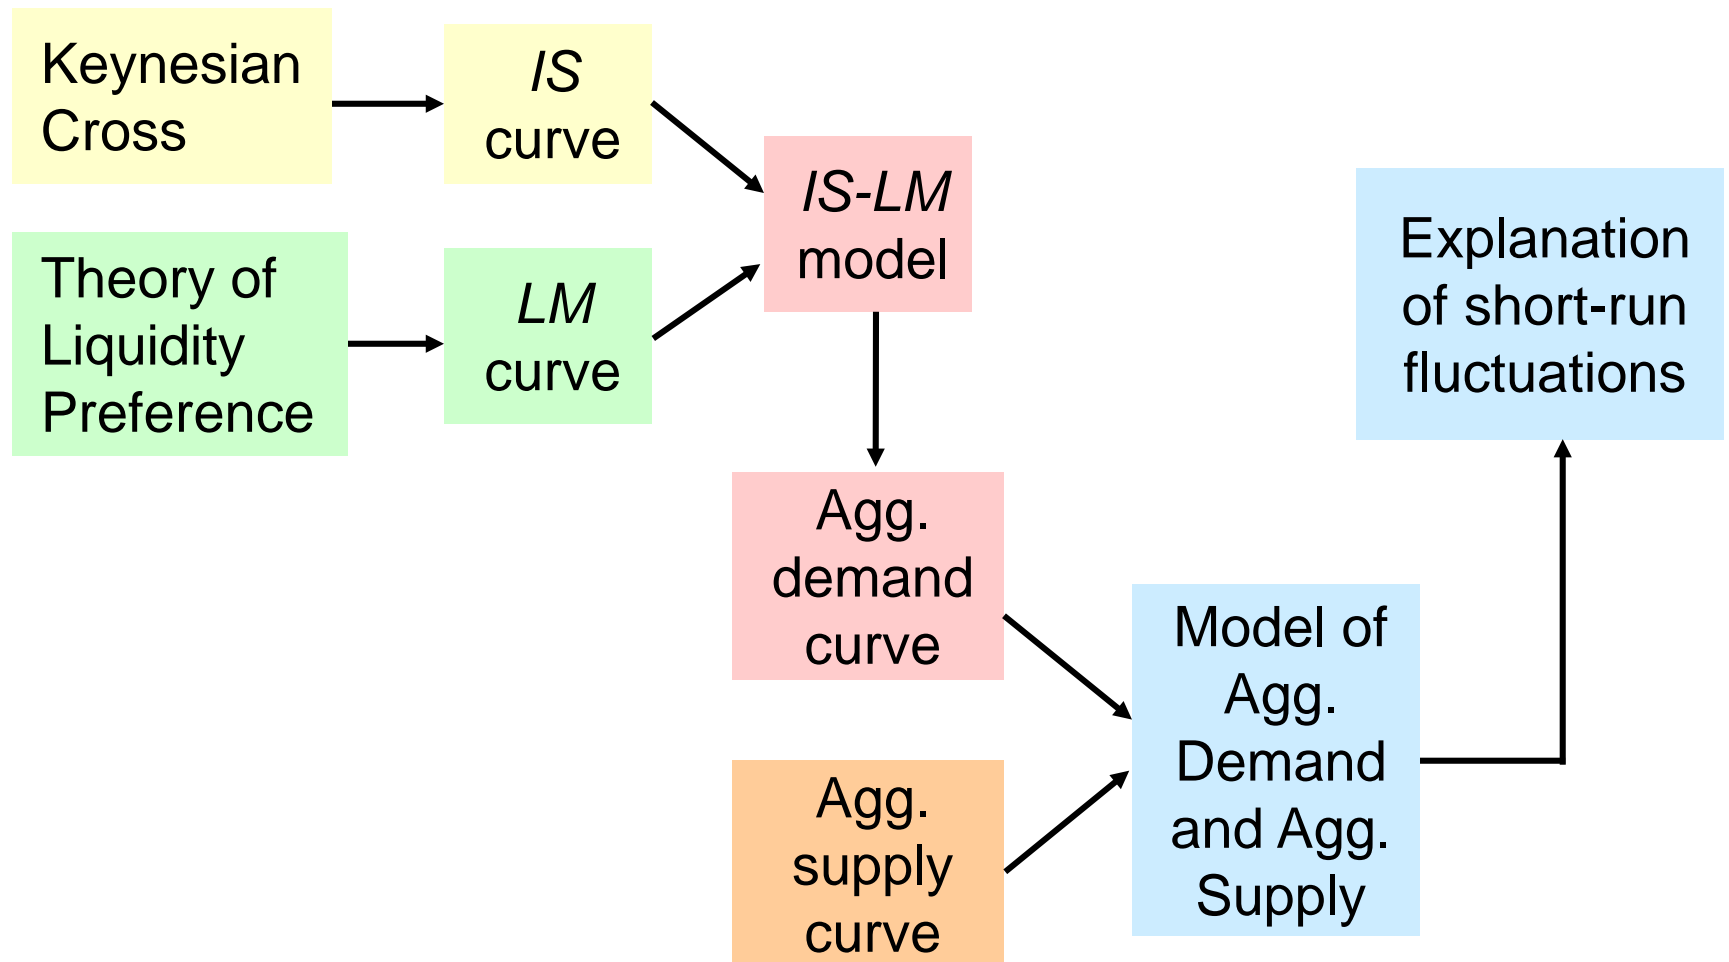 Keynesian
Cross
IS
curve
Theory of
Liquidity
Preference
LM
curve
IS-LM
model
Agg.
demand
curve
Agg.
supply
curve
Model of
Agg.
Demand
and Agg.
Supply
Explanation
of short-run
fluctuations